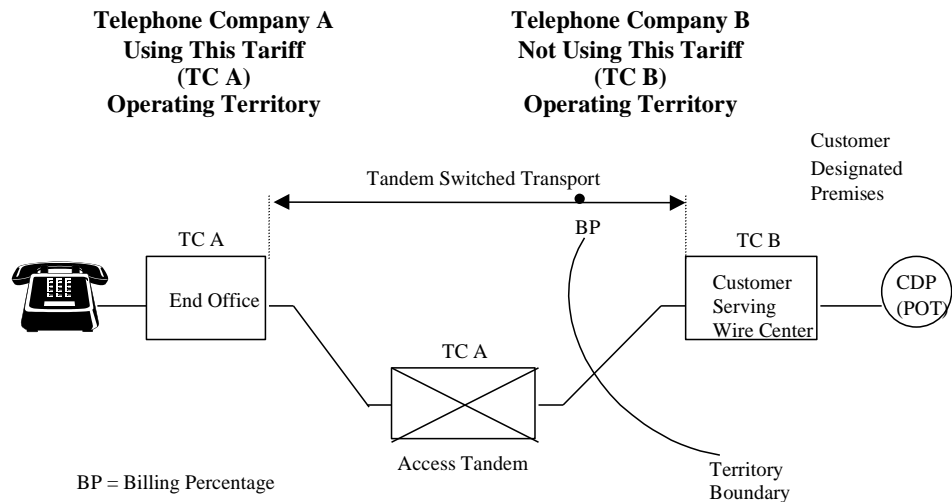 Telephone Company A
Using This Tariff
(TC A)
Operating Territory
Telephone Company B
Not Using This Tariff
(TC B)
Operating Territory
Customer
Designated
Premises
Tandem Switched Transport
BP
TC A
End Office
TC B
Customer
Serving
Wire Center
CDP
(POT)
TC A
Access Tandem
Territory
Boundary
BP = Billing Percentage